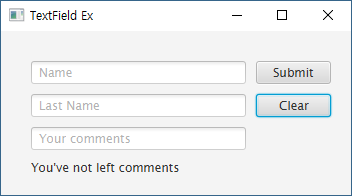 TextField Ex
Name
Submit
Last Name
Clear
Your comments
You've not left comments